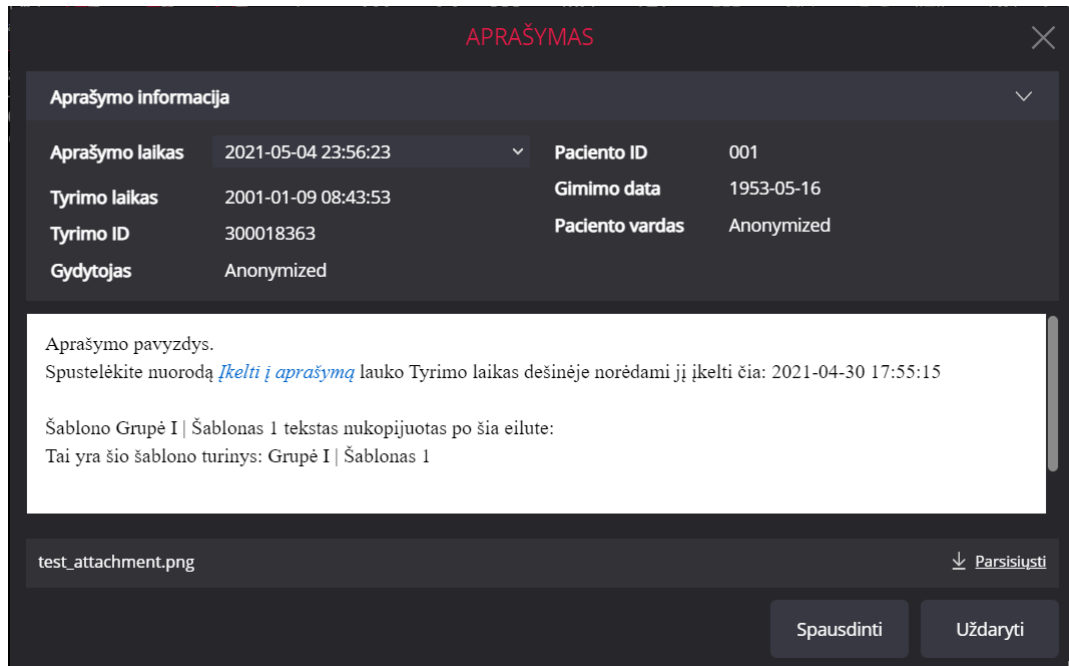 APRAŠYMAS
Aprašymo informacija
Aprašymo laikas 2021-05-04 23:56:23 Paciento ID 001
Tyrimo laikas 2001-01-09 08:43:53 Gimimo data 1953-05-16
Tyrimo ID 300018363 Paciento vardas Anonymized
Gydytojas Anonymized
Aprašymo pavyzdys.
Spustelėkite nuorodą Įkelti į aprašymą lauko Tyrimo laikas dešinėje norėdami jį įkelti čia: 2021-04-30 17:55:15
Šablono Grupė I | Šablonas 1 tekstas nukopijuotas po šia eilute:
Tai yra šio šablono turinys: Grupė I | Šablonas 1
test_attachment.png Parsisiųsti
Spausdinti Uždaryti